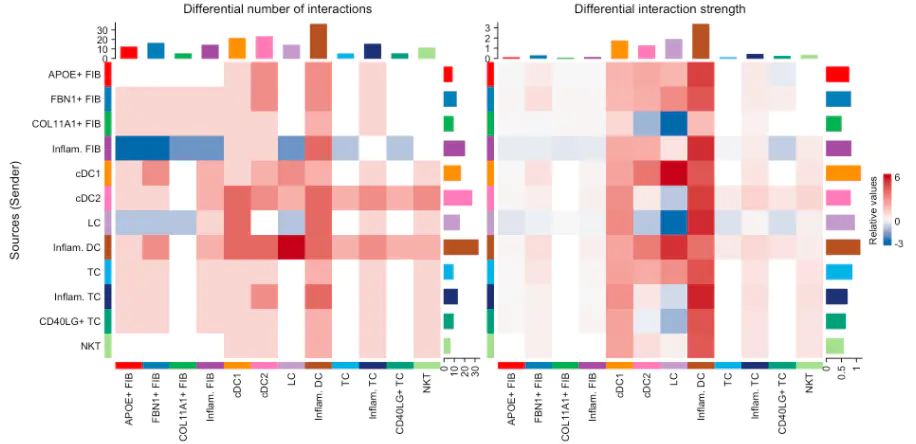 Differential number of interactions
Differential interaction strength
30
20
10
0
3
2
1
0
Sources (Sender)
APOE+ FIB
FBN1+ FIB
COL11A1+ FIB
Inflam. FIB
cDC1
cDC2
LC
Inflam. DC
TC
Inflam. TC
CD40LG+ TC
NKT
Relative values
6
0
-3
0 10 20 30
0 0.5 1
APOE+ FIB
FBN1+ FIB
COL11A1+ FIB
Inflam. FIB
cDC1
cDC2
LC
Inflam. DC
TC
Inflam. TC
CD40LG+ TC
NKT
APOE+ FIB
FBN1+ FIB
COL11A1+ FIB
Inflam. FIB
cDC1
cDC2
LC
Inflam. DC
TC
Inflam. TC
CD40LG+ TC
NKT